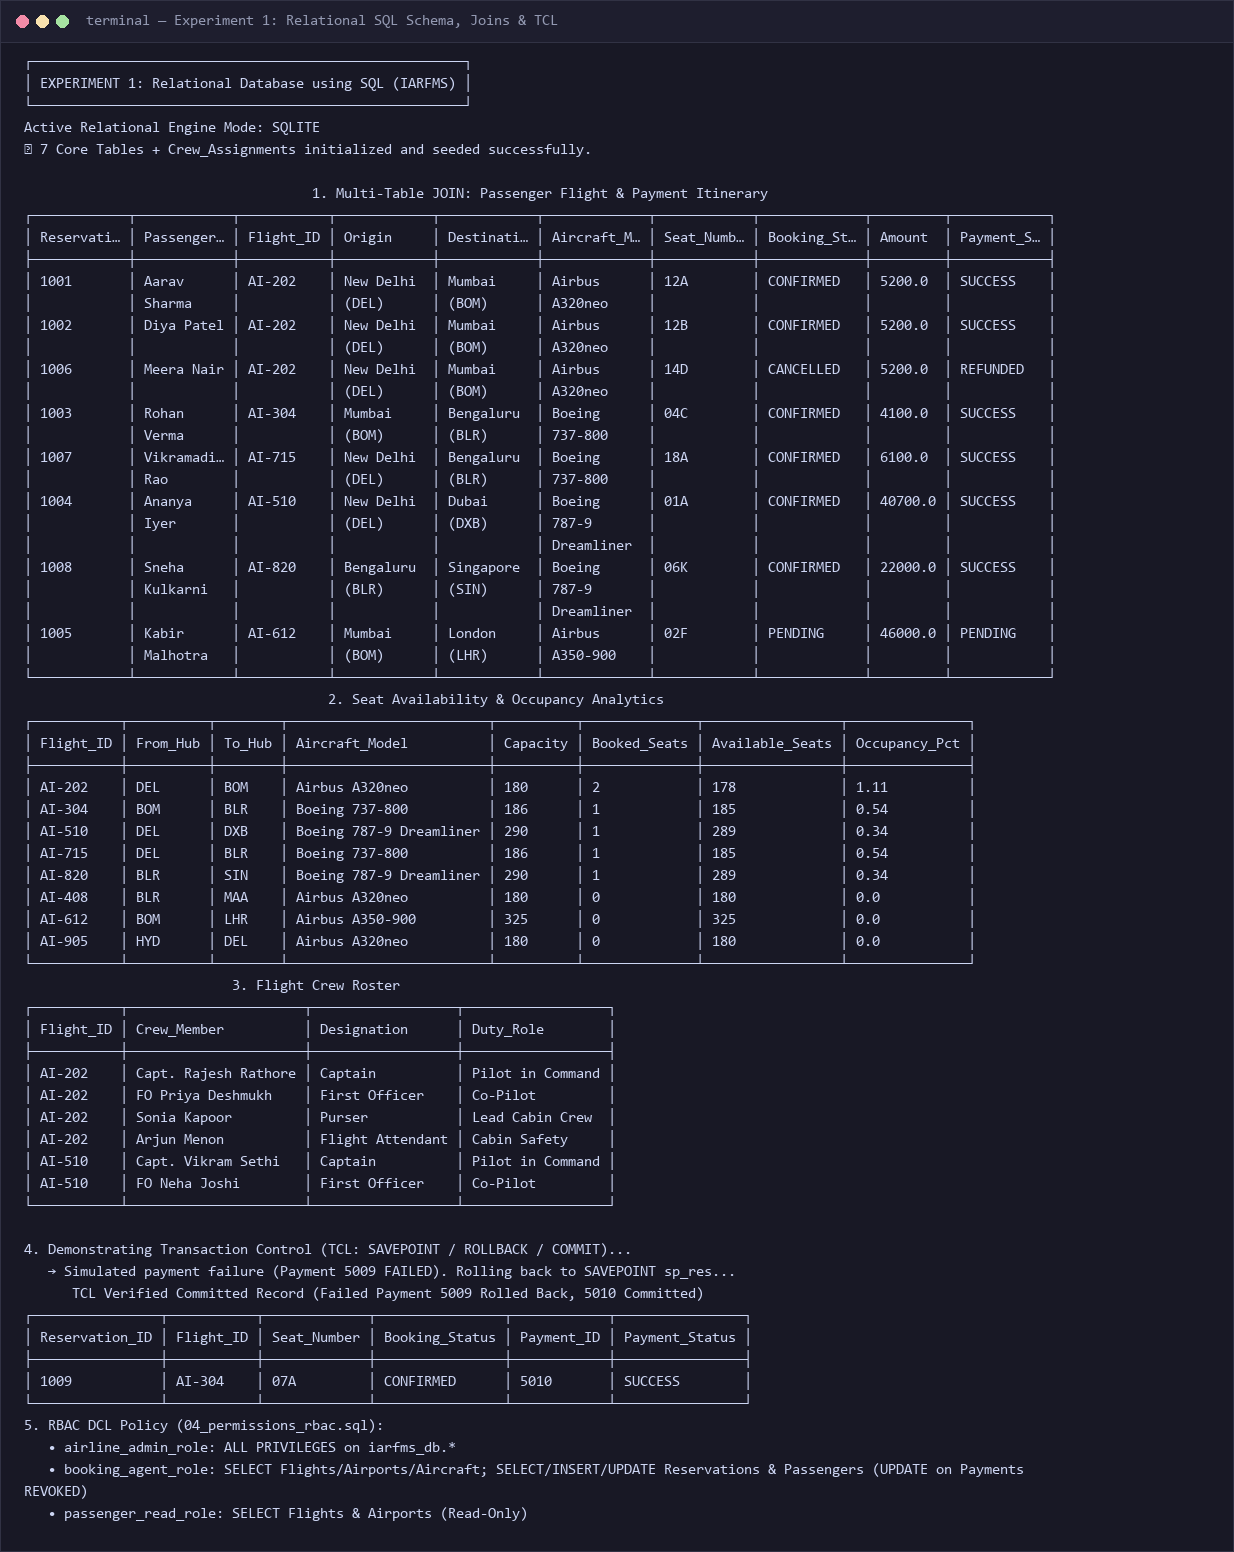 terminal — Experiment 1: Relational SQL Schema, Joins & TCL
EXPERIMENT 1: Relational Database using SQL (IARFMS)
Active Relational Engine Mode: SQLITE
7 Core Tables + Crew_Assignments initialized and seeded successfully.
1. Multi-Table JOIN: Passenger Flight & Payment Itinerary
Reservati… Passenger… Flight_ID Origin Destinati… Aircraft_M… Seat_Numb… Booking_St… Amount Payment_S…
1001 Aarav AI-202 New Delhi Mumbai Airbus 12A CONFIRMED 5200.0 SUCCESS
Sharma (DEL) (BOM) A320neo
1002 Diya Patel AI-202 New Delhi Mumbai Airbus 12B CONFIRMED 5200.0 SUCCESS
(DEL) (BOM) A320neo
1006 Meera Nair AI-202 New Delhi Mumbai Airbus 14D CANCELLED 5200.0 REFUNDED
(DEL) (BOM) A320neo
1003 Rohan AI-304 Mumbai Bengaluru Boeing 04C CONFIRMED 4100.0 SUCCESS
Verma (BOM) (BLR) 737-800
1007 Vikramadi… AI-715 New Delhi Bengaluru Boeing 18A CONFIRMED 6100.0 SUCCESS
Rao (DEL) (BLR) 737-800
1004 Ananya AI-510 New Delhi Dubai Boeing 01A CONFIRMED 40700.0 SUCCESS
Iyer (DEL) (DXB) 787-9
Dreamliner
1008 Sneha AI-820 Bengaluru Singapore Boeing 06K CONFIRMED 22000.0 SUCCESS
Kulkarni (BLR) (SIN) 787-9
Dreamliner
1005 Kabir AI-612 Mumbai London Airbus 02F PENDING 46000.0 PENDING
Malhotra (BOM) (LHR) A350-900
2. Seat Availability & Occupancy Analytics
Flight_ID From_Hub To_Hub Aircraft_Model Capacity Booked_Seats Available_Seats Occupancy_Pct
AI-202 DEL BOM Airbus A320neo 180 2 178 1.11
AI-304 BOM BLR Boeing 737-800 186 1 185 0.54
AI-510 DEL DXB Boeing 787-9 Dreamliner 290 1 289 0.34
AI-715 DEL BLR Boeing 737-800 186 1 185 0.54
AI-820 BLR SIN Boeing 787-9 Dreamliner 290 1 289 0.34
AI-408 BLR MAA Airbus A320neo 180 0 180 0.0
AI-612 BOM LHR Airbus A350-900 325 0 325 0.0
AI-905 HYD DEL Airbus A320neo 180 0 180 0.0
3. Flight Crew Roster
Flight_ID Crew_Member Designation Duty_Role
AI-202 Capt. Rajesh Rathore Captain Pilot in Command
AI-202 FO Priya Deshmukh First Officer Co-Pilot
AI-202 Sonia Kapoor Purser Lead Cabin Crew
AI-202 Arjun Menon Flight Attendant Cabin Safety
AI-510 Capt. Vikram Sethi Captain Pilot in Command
AI-510 FO Neha Joshi First Officer Co-Pilot
4. Demonstrating Transaction Control (TCL: SAVEPOINT / ROLLBACK / COMMIT)...
→ Simulated payment failure (Payment 5009 FAILED). Rolling back to SAVEPOINT sp_res...
TCL Verified Committed Record (Failed Payment 5009 Rolled Back, 5010 Committed)
Reservation_ID Flight_ID Seat_Number Booking_Status Payment_ID Payment_Status
1009 AI-304 07A CONFIRMED 5010 SUCCESS
5. RBAC DCL Policy (04_permissions_rbac.sql):
• airline_admin_role: ALL PRIVILEGES on iarfms_db.*
• booking_agent_role: SELECT Flights/Airports/Aircraft; SELECT/INSERT/UPDATE Reservations & Passengers (UPDATE on Payments
REVOKED)
• passenger_read_role: SELECT Flights & Airports (Read-Only)